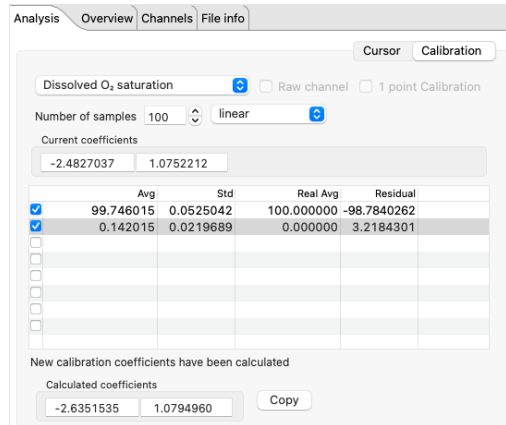 Analysis Overview Channels File info
Cursor Calibration
Dissolved O₂ saturation Raw channel 1 point Calibration
Number of samples 100 linear
Current coefficients
-2.4827037 1.0752212
Avg Std Real Avg Residual
99.746015 0.0525042 100.000000 -98.7840262
0.142015 0.0219689 0.000000 3.2184301
New calibration coefficients have been calculated
Calculated coefficients
-2.6351535 1.0794960 Copy